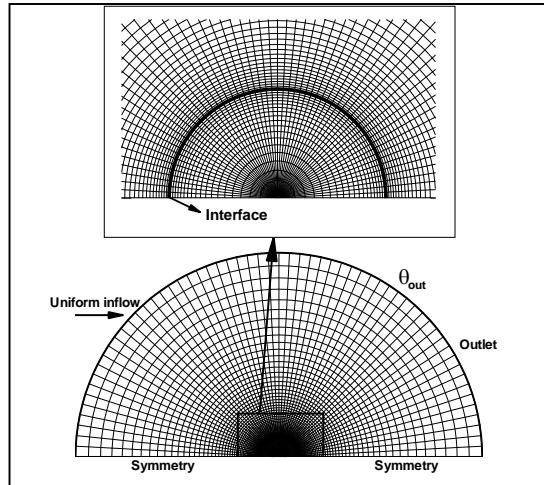 Interface
θout
Uniform inflow
Outlet
Symmetry
Symmetry